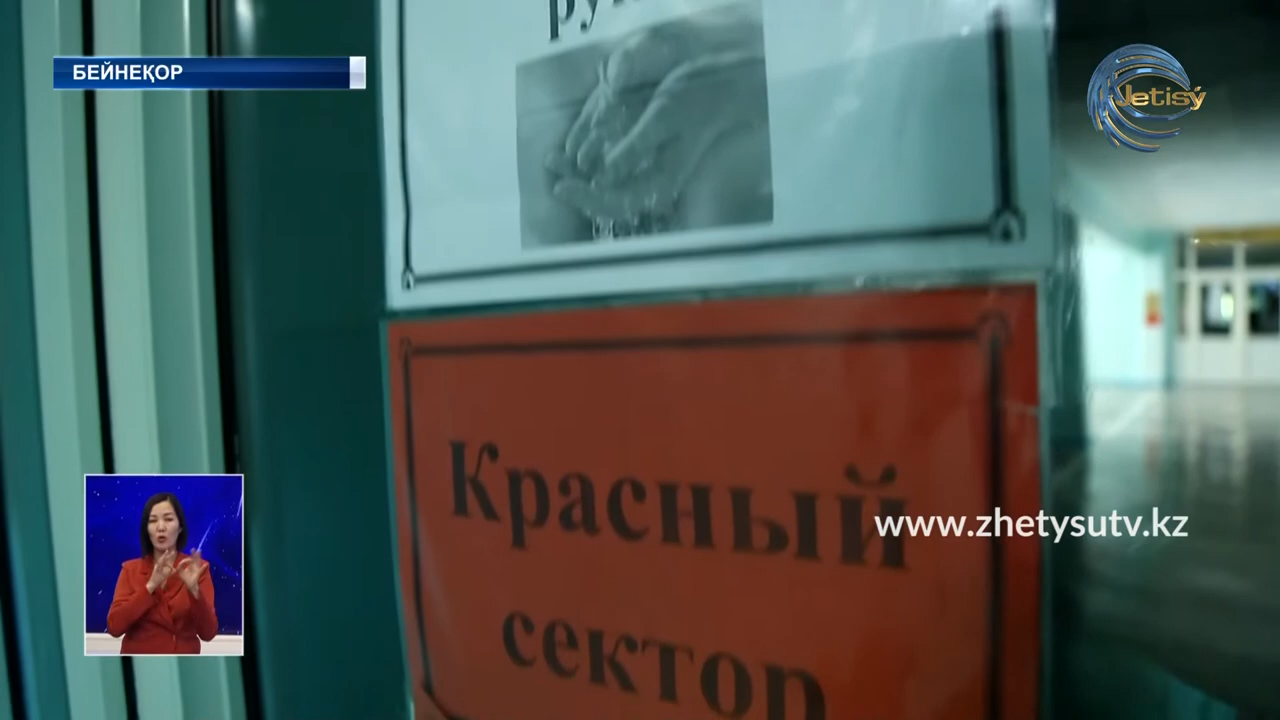 БЕЙНЕҚОР
Jetisý
Красный
www.zhetysutv.kz
сектор